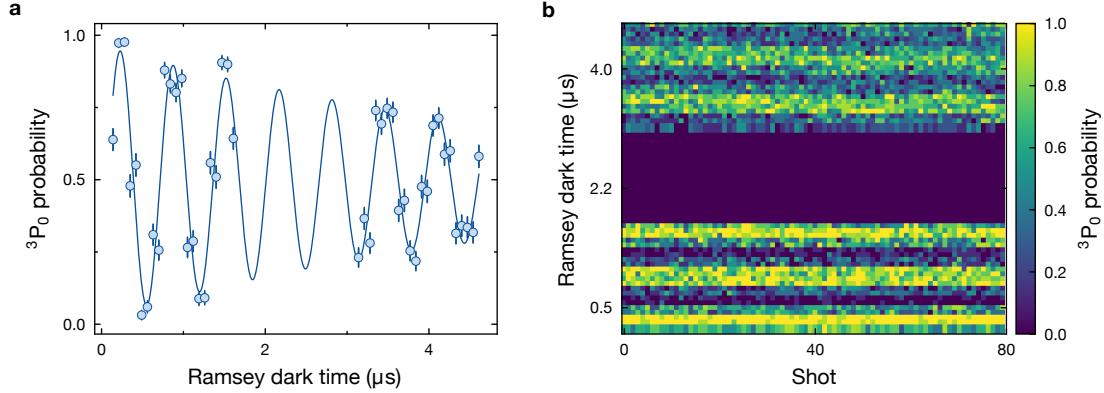 a
1.0
0.5
0.0
³P₀ probability
0
2
4
Ramsey dark time (μs)
b
4.0
2.2
0.5
Ramsey dark time (μs)
0
40
80
Shot
1.0
0.8
0.6
0.4
0.2
0.0
³P₀ probability